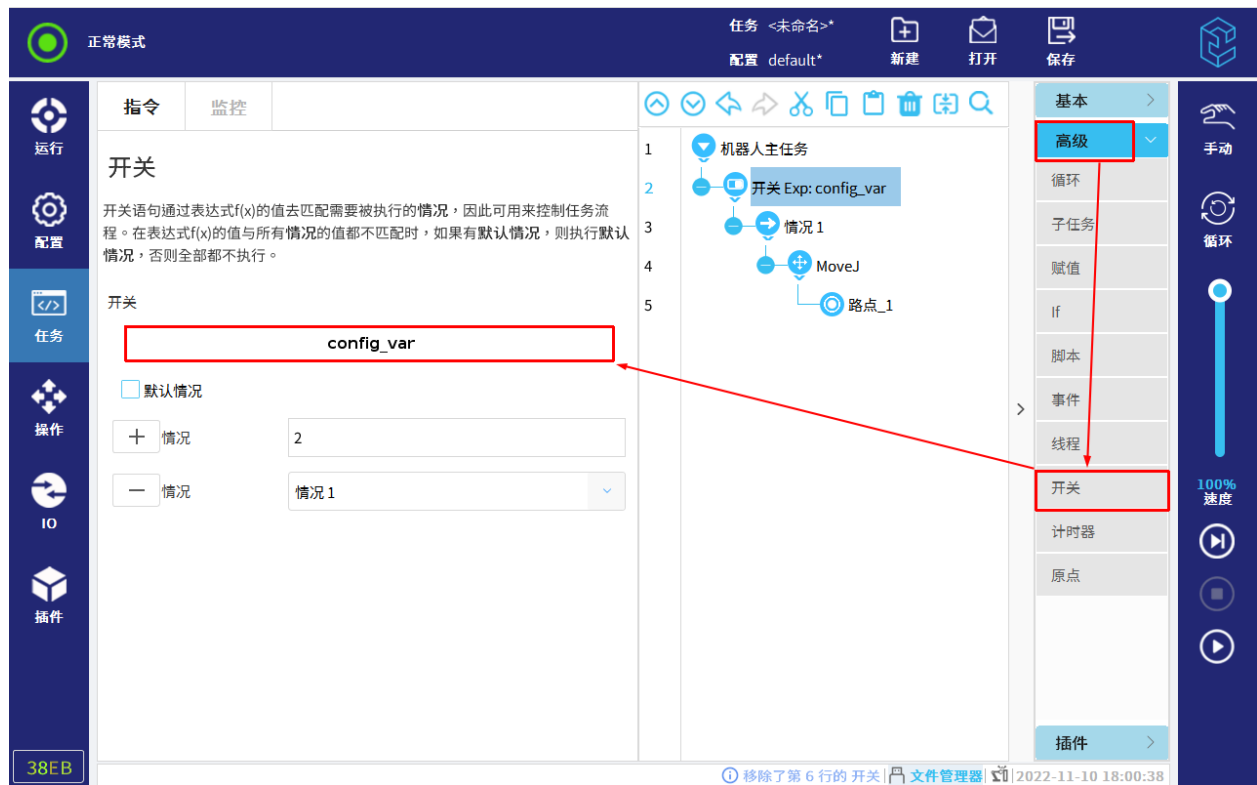 正常模式
任务 <未命名>*
配置 default*
新建
打开
保存
运行
配置
任务
操作
IO
插件
38EB
指令
监控
开关
开关语句通过表达式f(x)的值去匹配需要被执行的情况，因此可用来控制任务流
程。在表达式f(x)的值与所有情况的值都不匹配时，如果有默认情况，则执行默认
情况，否则全部都不执行。
开关
config_var
默认情况
情况
2
情况
情况 1
1 机器人主任务
2 开关 Exp: config_var
3 情况 1
4 MoveJ
5 路点_1
基本
高级
循环
子任务
赋值
If
脚本
事件
线程
开关
计时器
原点
插件
手动
循环
100%
速度
移除了第 6 行的 开关
文件管理器
2022-11-10 18:00:38